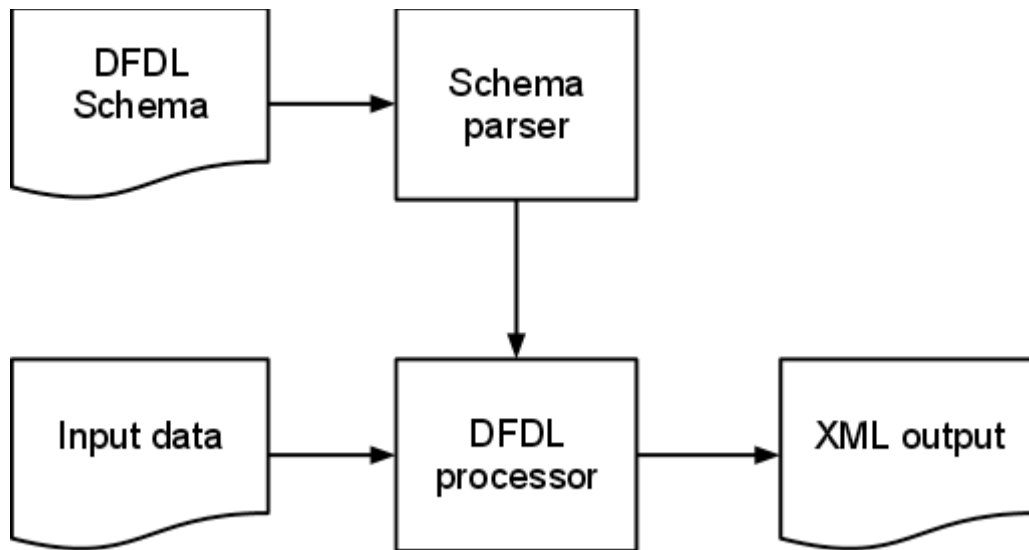 DFDL
Schema
Schema
parser
Input data
DFDL
processor
XML output